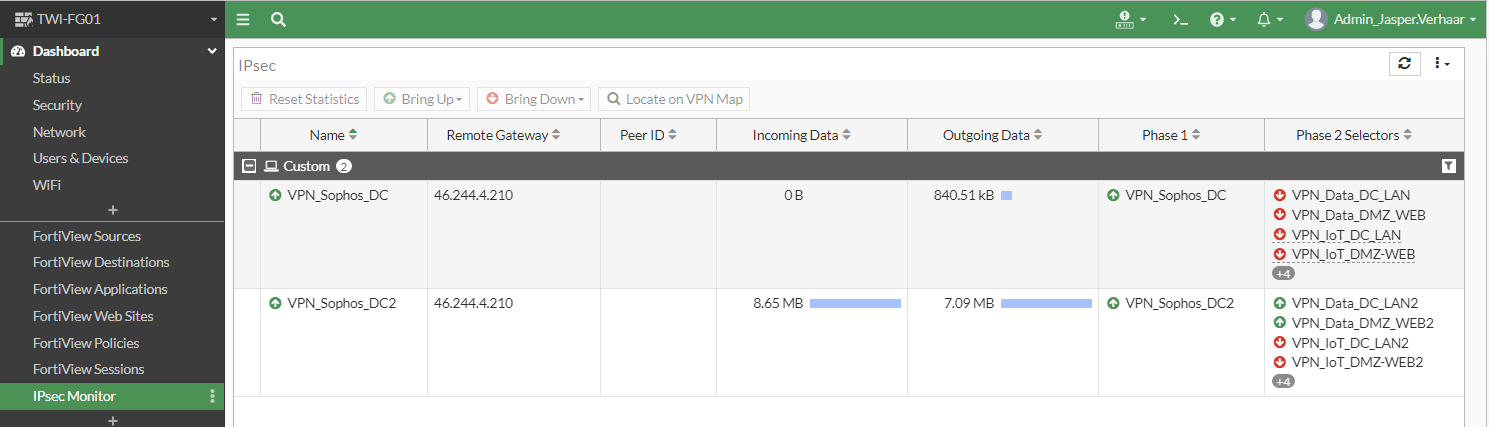 TWI-FG01
Admin_Jasper.Verhaar
Dashboard
Status
Security
Network
Users & Devices
WiFi
FortiView Sources
FortiView Destinations
FortiView Applications
FortiView Web Sites
FortiView Policies
FortiView Sessions
IPsec Monitor
IPsec
Reset Statistics Bring Up Bring Down Locate on VPN Map
Name Remote Gateway Peer ID Incoming Data Outgoing Data Phase 1 Phase 2 Selectors
Custom 2
VPN_Sophos_DC 46.244.4.210 0 B 840.51 kB VPN_Sophos_DC VPN_Data_DC_LAN
VPN_Data_DMZ_WEB
VPN_IoT_DC_LAN
VPN_IoT_DMZ-WEB
+4
VPN_Sophos_DC2 46.244.4.210 8.65 MB 7.09 MB VPN_Sophos_DC2 VPN_Data_DC_LAN2
VPN_Data_DMZ_WEB2
VPN_IoT_DC_LAN2
VPN_IoT_DMZ-WEB2
+4